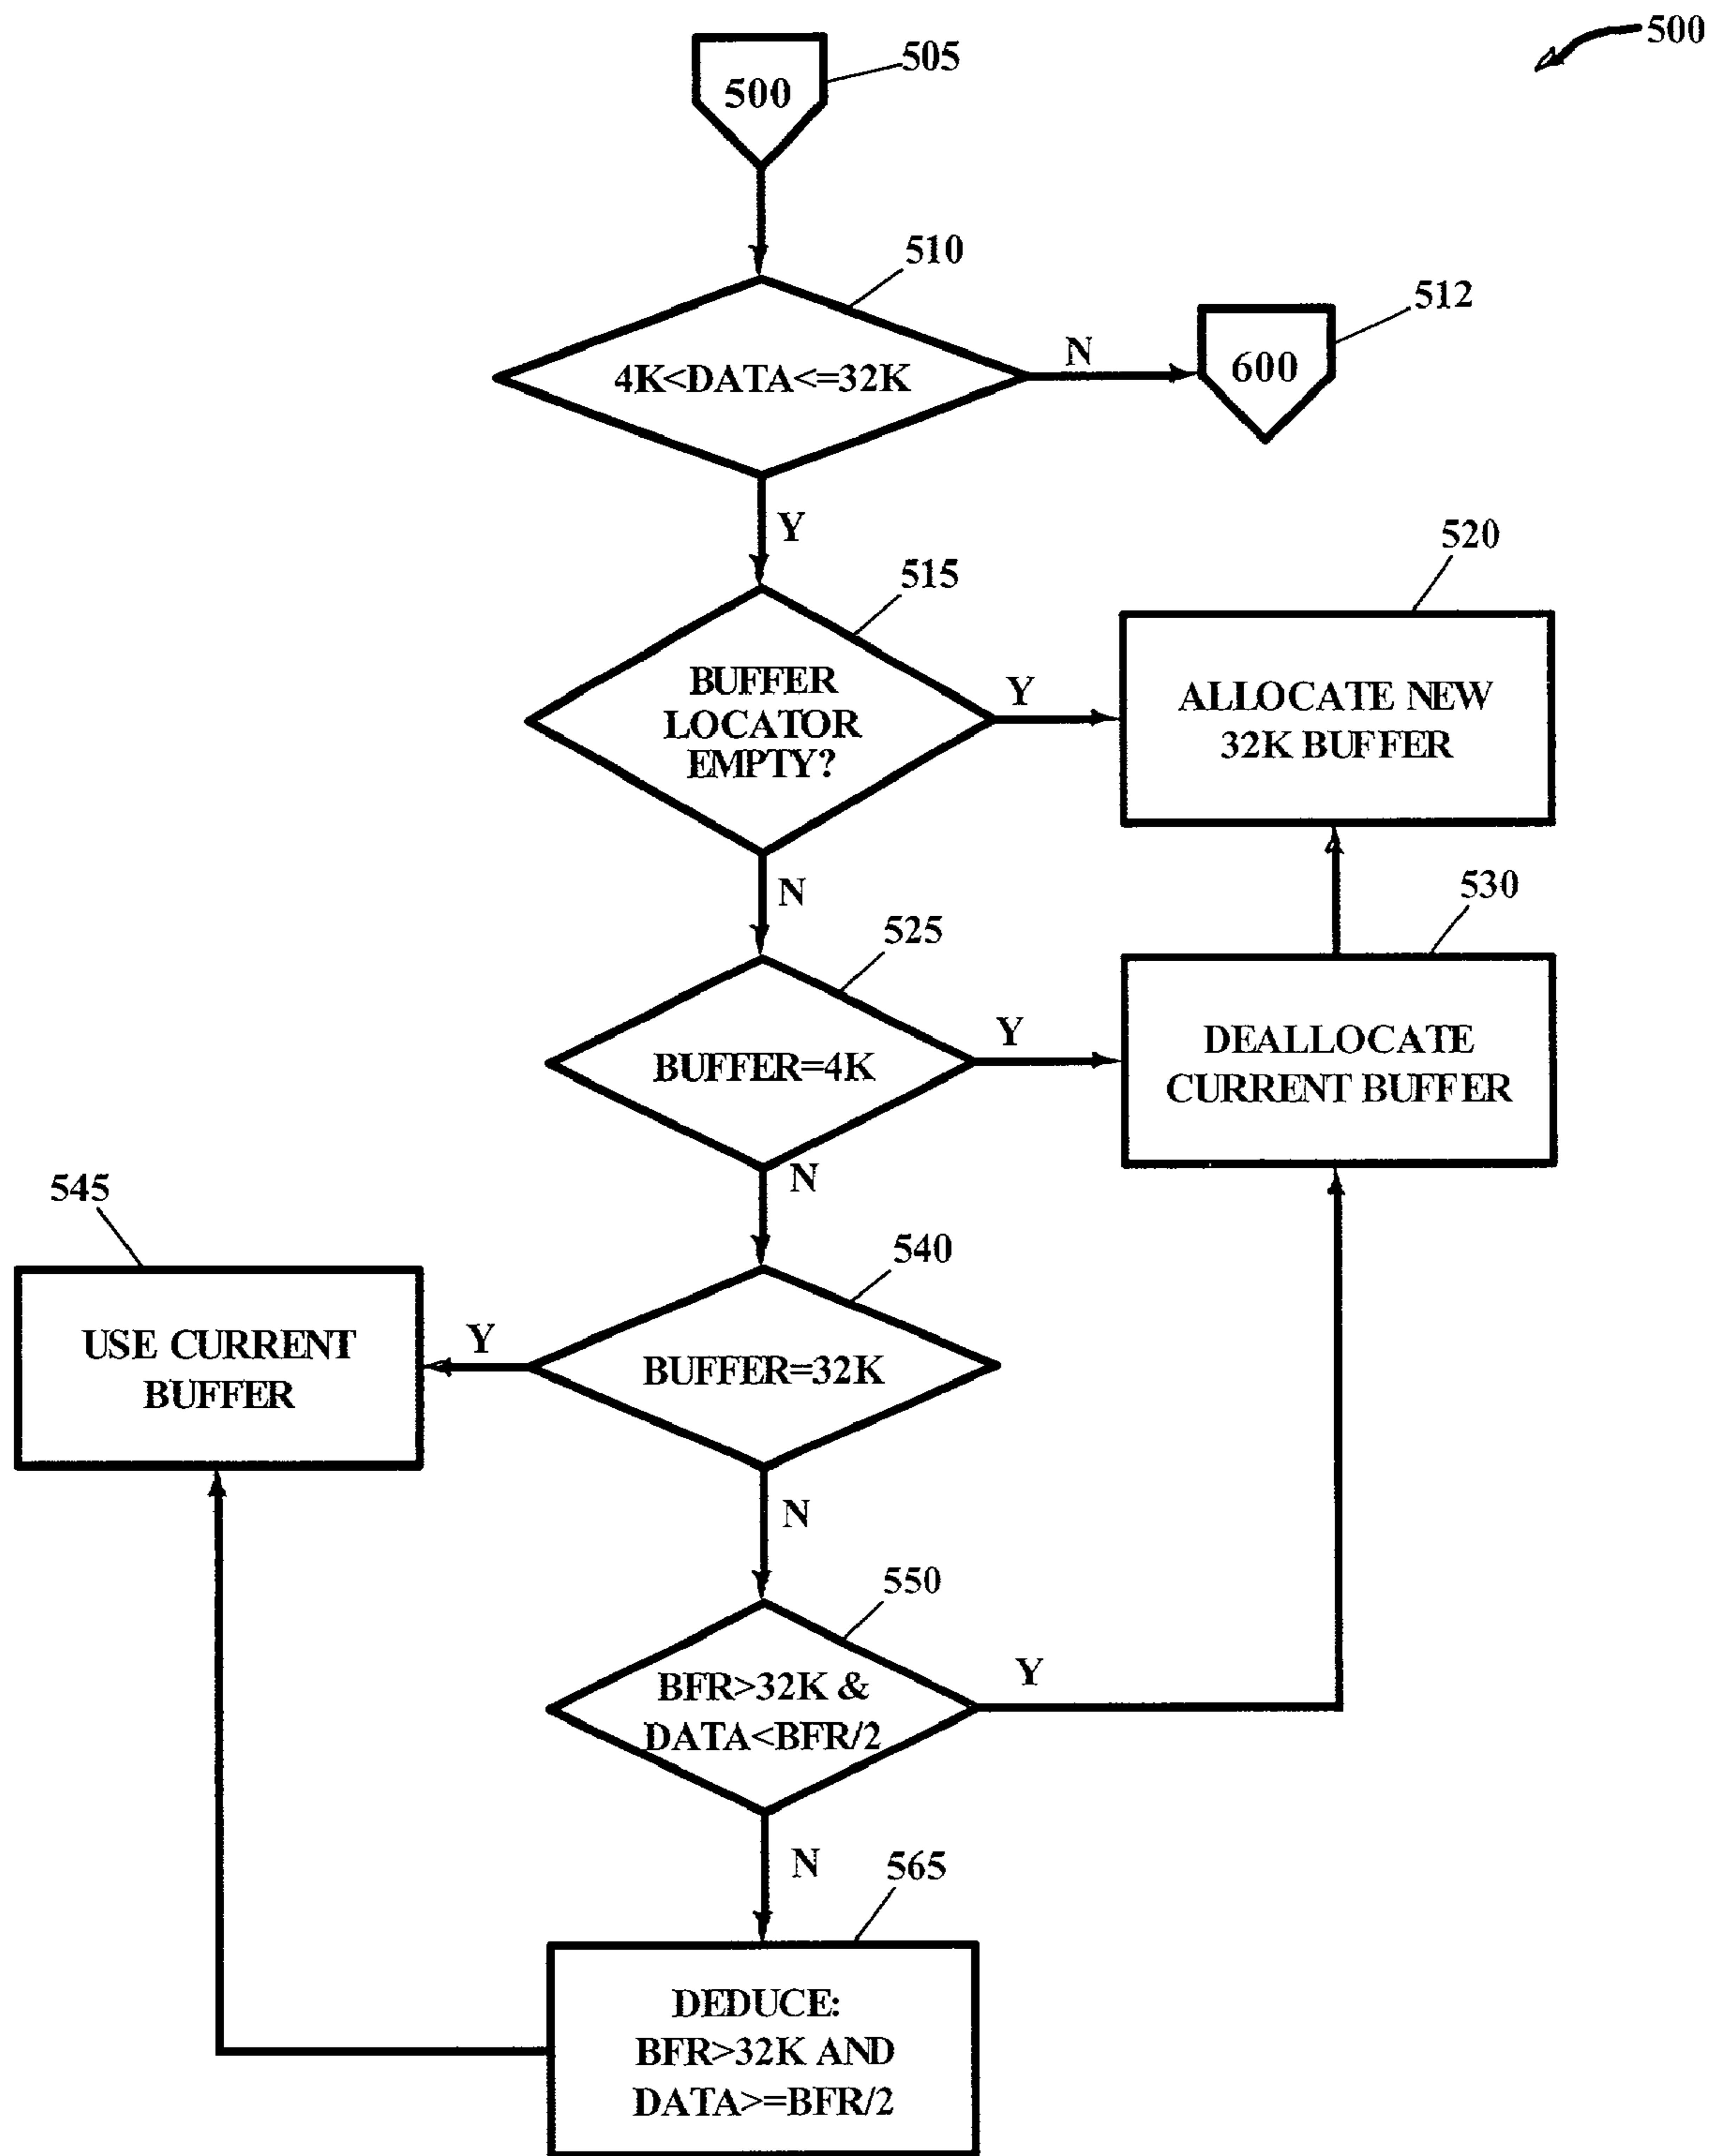 500
505
500
510
4K<DATA<=32K
N
512
600
Y
515
BUFFER
LOCATOR
EMPTY?
Y
520
ALLOCATE NEW
32K BUFFER
N
525
BUFFER=4K
Y
530
DEALLOCATE
CURRENT BUFFER
N
540
BUFFER=32K
Y
545
USE CURRENT
BUFFER
N
550
BFR>32K &
DATA<BFR/2
Y
N
565
DEDUCE:
BFR>32K AND
DATA>=BFR/2